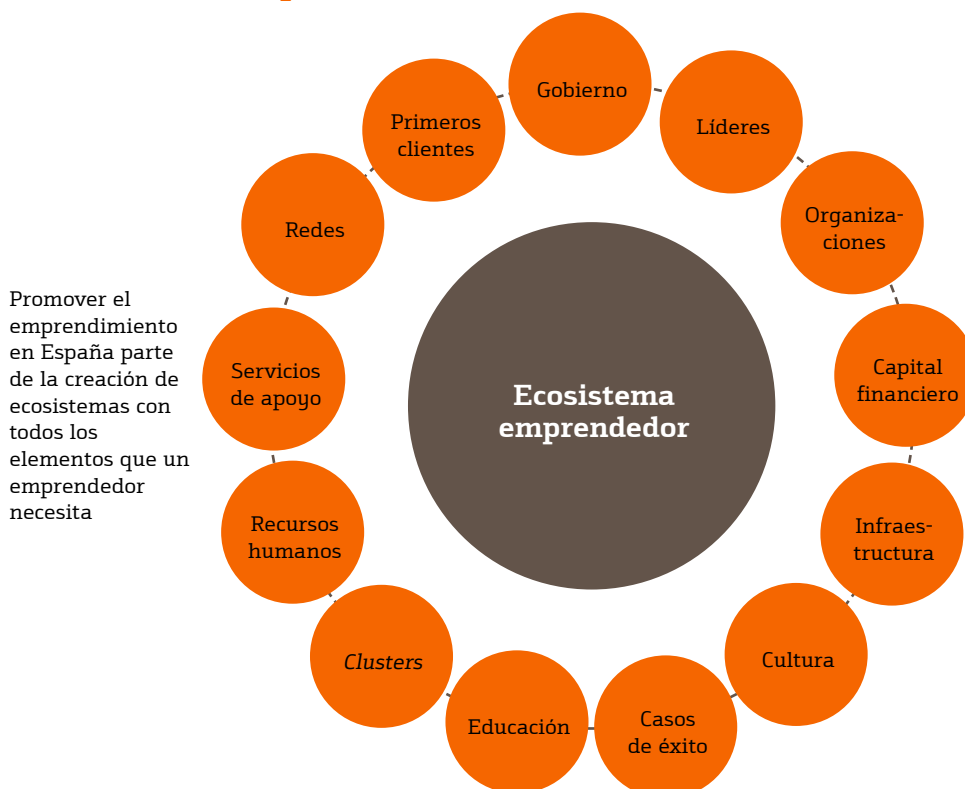 Gobierno
Líderes
Organiza-
ciones
Capital
financiero
Infraes-
tructura
Cultura
Casos
de éxito
Educación
Clusters
Recursos
humanos
Servicios
de apoyo
Redes
Primeros
clientes
Ecosistema
emprendedor
Promover el
emprendimiento
en España parte
de la creación de
ecosistemas con
todos los
elementos que un
emprendedor
necesita